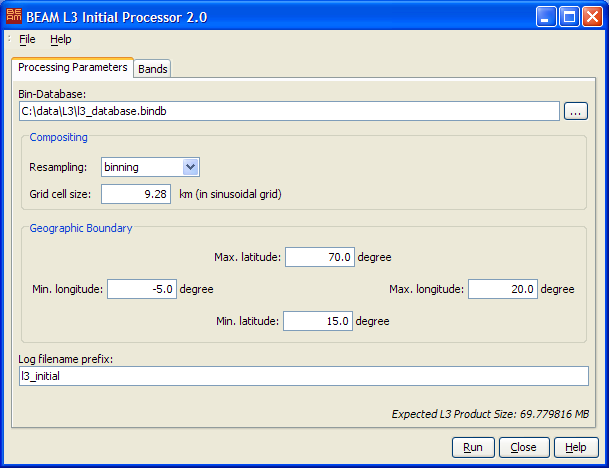 BEAM BEAM L3 Initial Processor 2.0
File Help
Processing Parameters Bands
Bin-Database:
C:\data\L3\l3_database.bindb ...
Compositing
Resampling: binning
Grid cell size: 9.28 km (in sinusoidal grid)
Geographic Boundary
Max. latitude: 70.0 degree
Min. longitude: -5.0 degree Max. longitude: 20.0 degree
Min. latitude: 15.0 degree
Log filename prefix:
l3_initial
Expected L3 Product Size: 69.779816 MB
Run Close Help